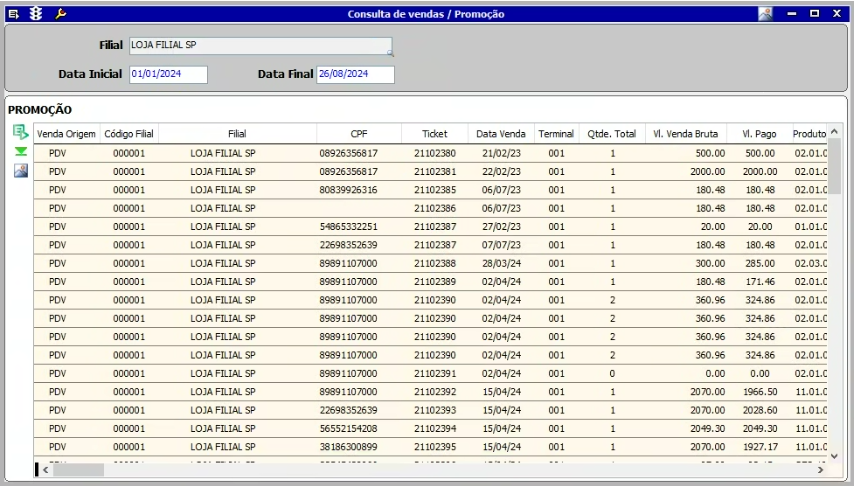 Consulta de vendas / Promoção
Filial LOJA FILIAL SP
Data Inicial 01/01/2024 Data Final 26/08/2024
PROMOÇÃO
Venda Origem Código Filial Filial CPF Ticket Data Venda Terminal Qtde. Total Vl. Venda Bruta Vl. Pago Produto
PDV 000001 LOJA FILIAL SP 08926356817 21102380 21/02/23 001 1 500.00 500.00 02.01.0
PDV 000001 LOJA FILIAL SP 08926356817 21102381 22/02/23 001 1 2000.00 2000.00 02.01.0
PDV 000001 LOJA FILIAL SP 80839926316 21102385 06/07/23 001 1 180.48 180.48 02.01.0
PDV 000001 LOJA FILIAL SP 21102386 06/07/23 001 1 180.48 180.48 02.01.0
PDV 000001 LOJA FILIAL SP 54865332251 21102387 27/02/23 001 1 20.00 20.00 01.01.0
PDV 000001 LOJA FILIAL SP 22698352639 21102387 07/07/23 001 1 180.48 180.48 02.01.0
PDV 000001 LOJA FILIAL SP 89891107000 21102388 28/03/24 001 1 300.00 285.00 02.03.0
PDV 000001 LOJA FILIAL SP 89891107000 21102389 02/04/24 001 1 180.48 171.46 02.01.0
PDV 000001 LOJA FILIAL SP 89891107000 21102390 02/04/24 001 2 360.96 324.86 02.01.0
PDV 000001 LOJA FILIAL SP 89891107000 21102390 02/04/24 001 2 360.96 324.86 02.01.0
PDV 000001 LOJA FILIAL SP 89891107000 21102390 02/04/24 001 2 360.96 324.86 02.01.0
PDV 000001 LOJA FILIAL SP 89891107000 21102390 02/04/24 001 2 360.96 324.86 02.01.0
PDV 000001 LOJA FILIAL SP 89891107000 21102391 02/04/24 001 0 0.00 0.00 02.01.0
PDV 000001 LOJA FILIAL SP 89891107000 21102392 15/04/24 001 1 2070.00 1966.50 11.01.0
PDV 000001 LOJA FILIAL SP 22698352639 21102393 15/04/24 001 1 2070.00 2028.60 11.01.0
PDV 000001 LOJA FILIAL SP 56552154208 21102394 15/04/24 001 1 2049.30 2049.30 11.01.0
PDV 000001 LOJA FILIAL SP 38186300899 21102395 15/04/24 001 1 2070.00 1927.17 11.01.0